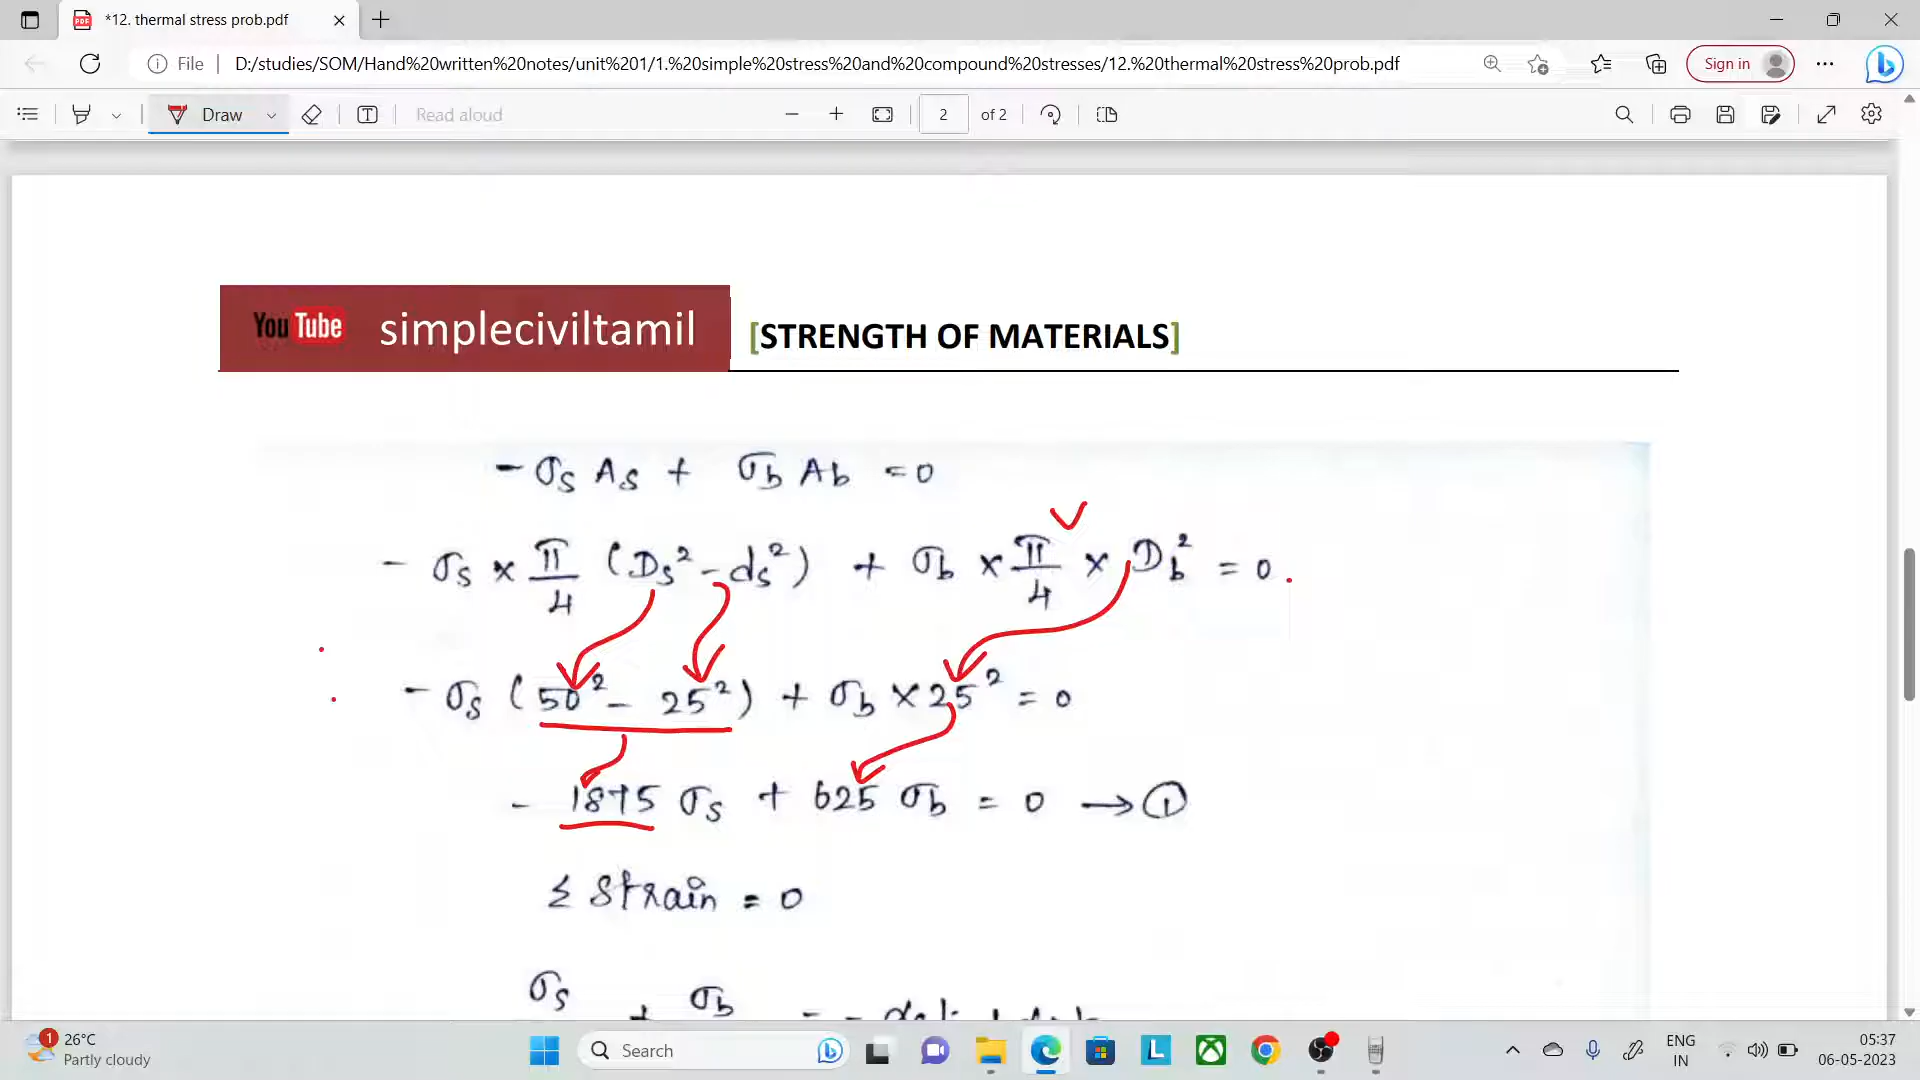 *12. thermal stress prob.pdf
File D:/studies/SOM/Hand%20written%20notes/unit%201/1.%20simple%20stress%20and%20compound%20stresses/12.%20thermal%20stress%20prob.pdf
Sign in
Draw
Read aloud
2 of 2
YouTube simpleciviltamil [STRENGTH OF MATERIALS]
- σs As + σb Ab = 0
- σs × π/4 (Ds² - ds²) + σb × π/4 × Db² = 0
- σs (50² - 25²) + σb × 25² = 0
- 1875 σs + 625 σb = 0 → ①
Σ Strain = 0
σs + σb
1
26°C
Partly cloudy
Search
ENG
IN
05:37
06-05-2023